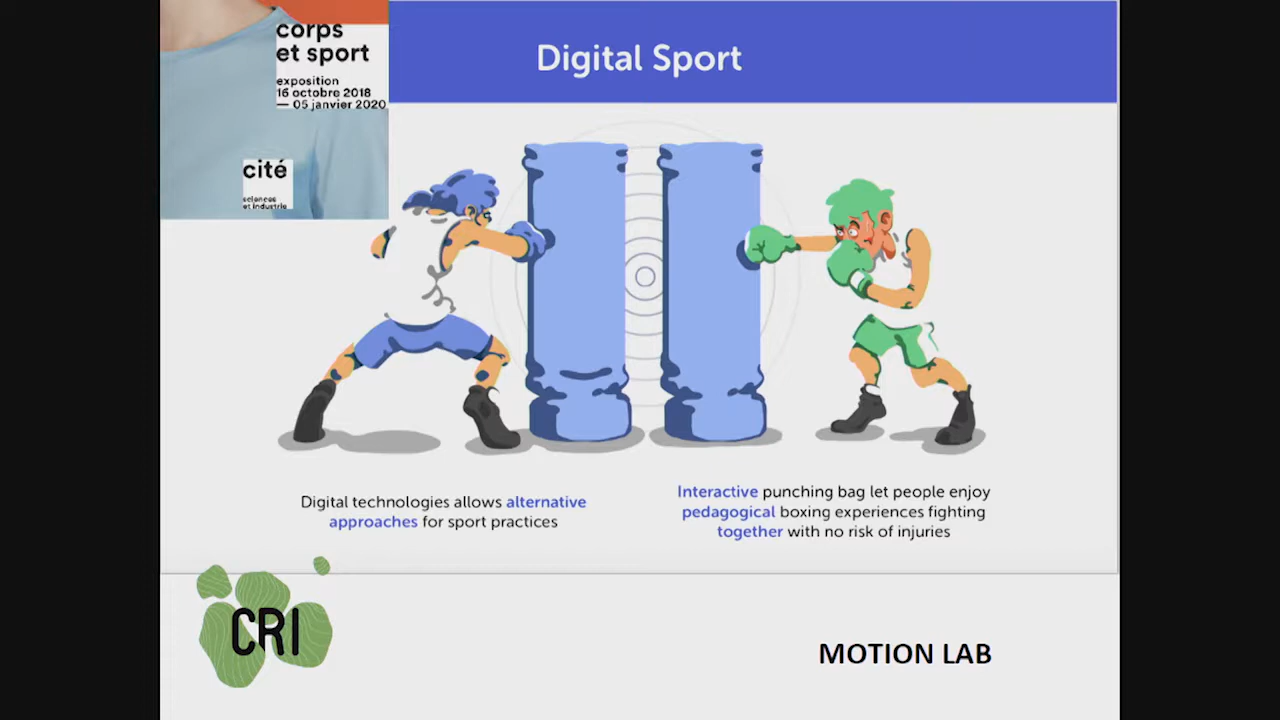 corps
et sport
exposition
16 octobre 2018
— 05 janvier 2020
cité
sciences
et industrie
Digital Sport
Digital technologies allows alternative
approaches for sport practices
Interactive punching bag let people enjoy
pedagogical boxing experiences fighting
together with no risk of injuries
CRI
MOTION LAB